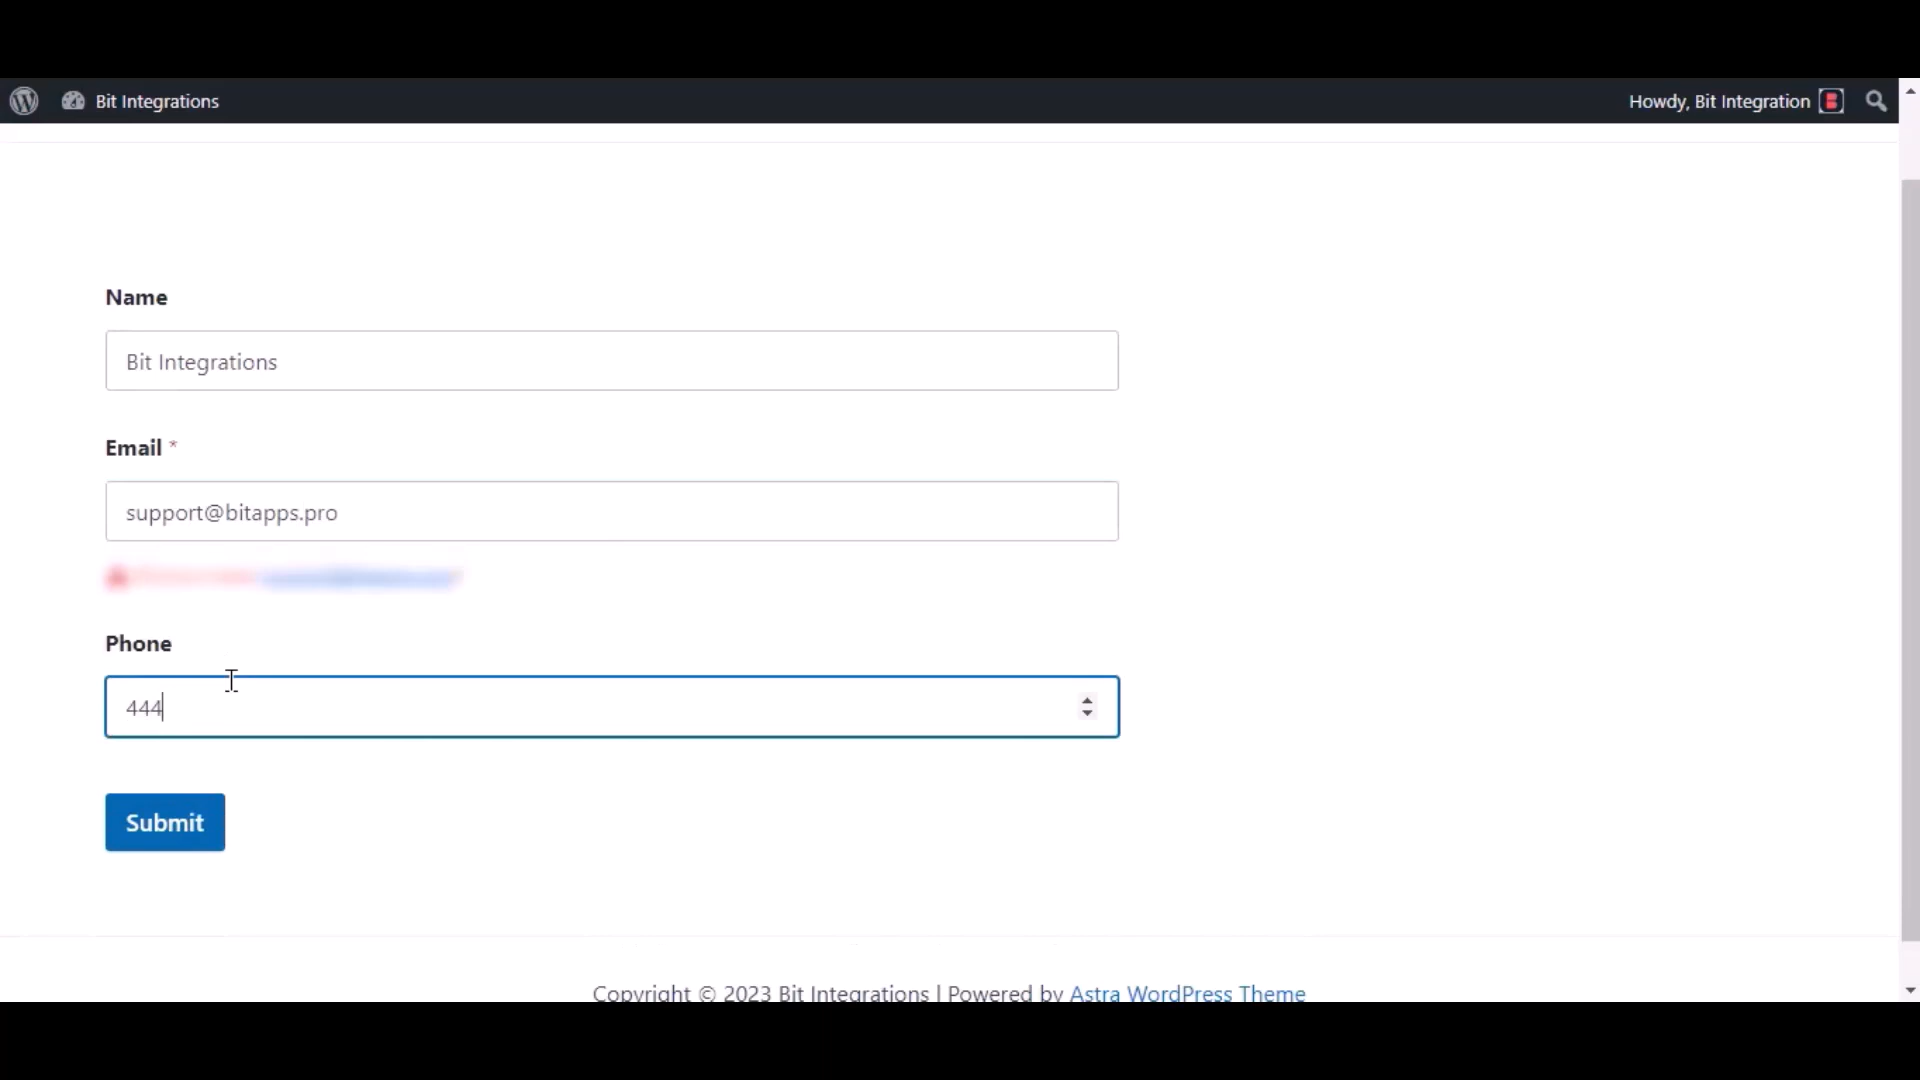 Bit Integrations
Howdy, Bit Integration
Name
Bit Integrations
Email *
support@bitapps.pro
Phone
444
Submit
Copyright © 2023 Bit Integrations | Powered by Astra WordPress Theme